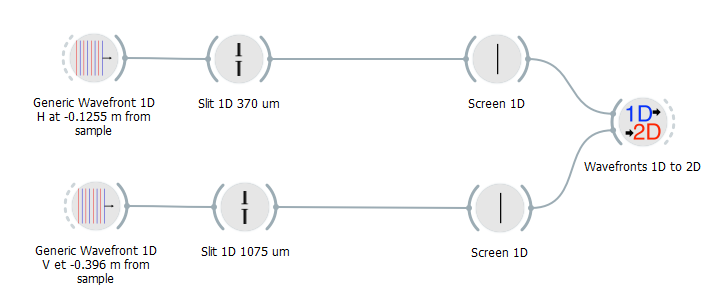 Generic Wavefront 1D
H at -0.1255 m from
sample
Slit 1D 370 um
Screen 1D
1D
2D
Wavefronts 1D to 2D
Generic Wavefront 1D
V et -0.396 m from
sample
Slit 1D 1075 um
Screen 1D